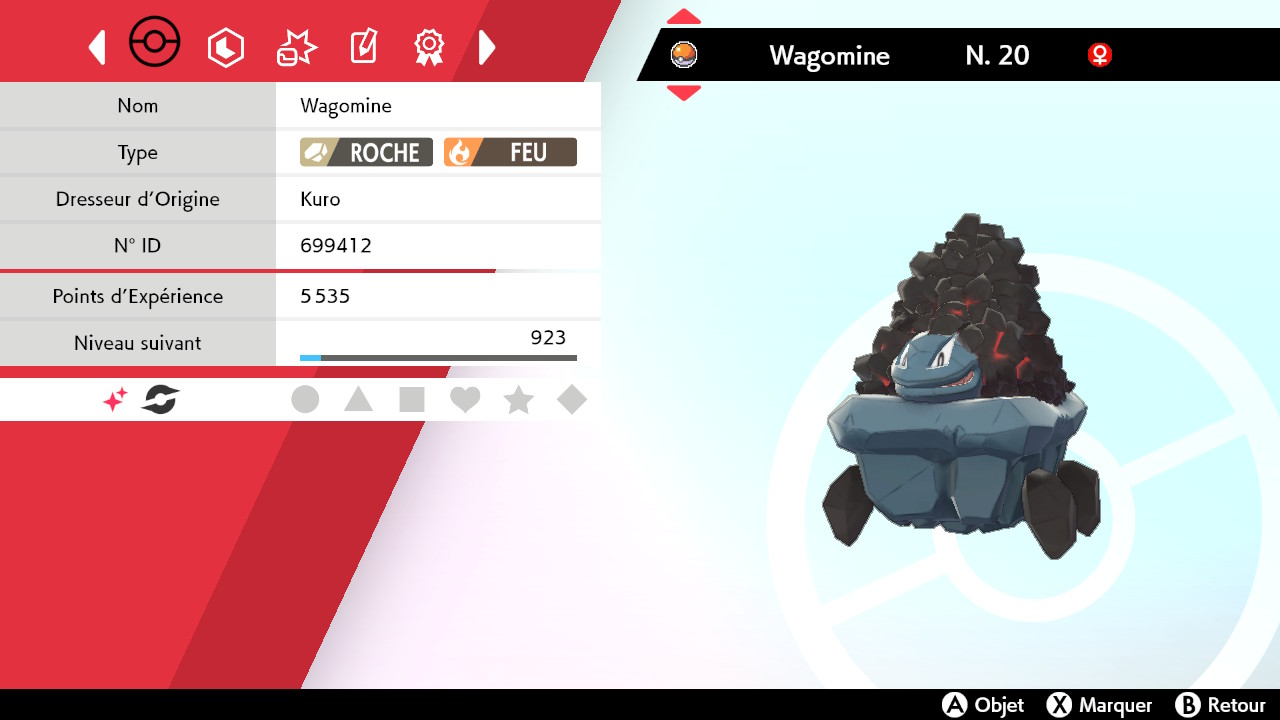 Wagomine N. 20
Nom Wagomine
Type ROCHE FEU
Dresseur d'Origine Kuro
N° ID 699412
Points d'Expérience 5 535
Niveau suivant 923
A Objet X Marquer B Retour